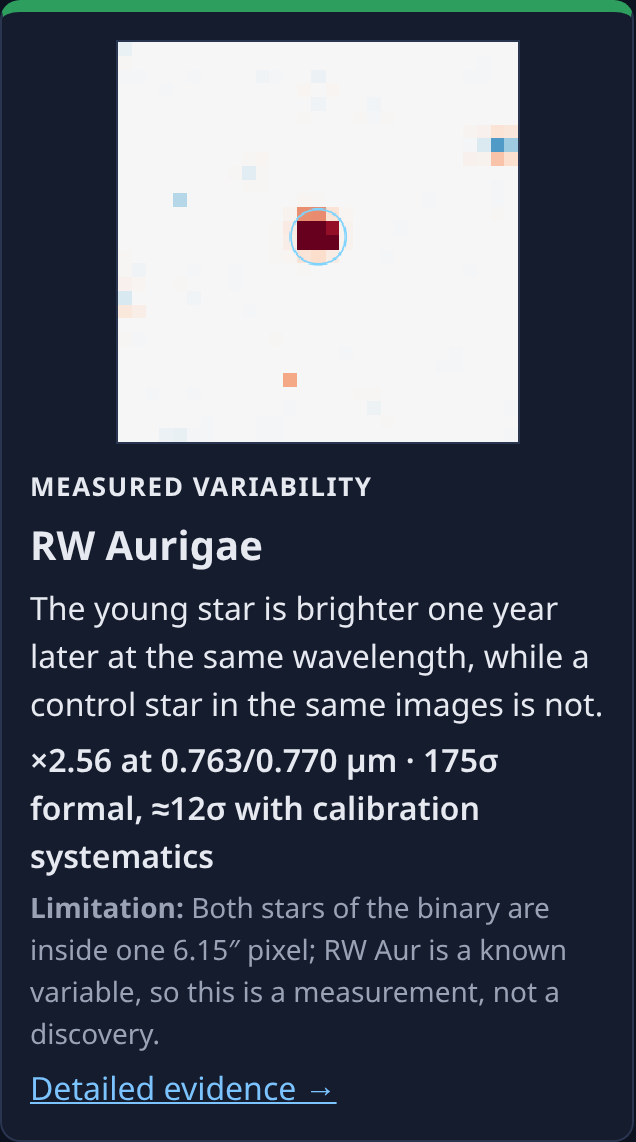 MEASURED VARIABILITY
RW Aurigae
The young star is brighter one year
later at the same wavelength, while a
control star in the same images is not.
×2.56 at 0.763/0.770 µm · 175σ
formal, ≈12σ with calibration
systematics
Limitation: Both stars of the binary are
inside one 6.15″ pixel; RW Aur is a known
variable, so this is a measurement, not a
discovery.
Detailed evidence →